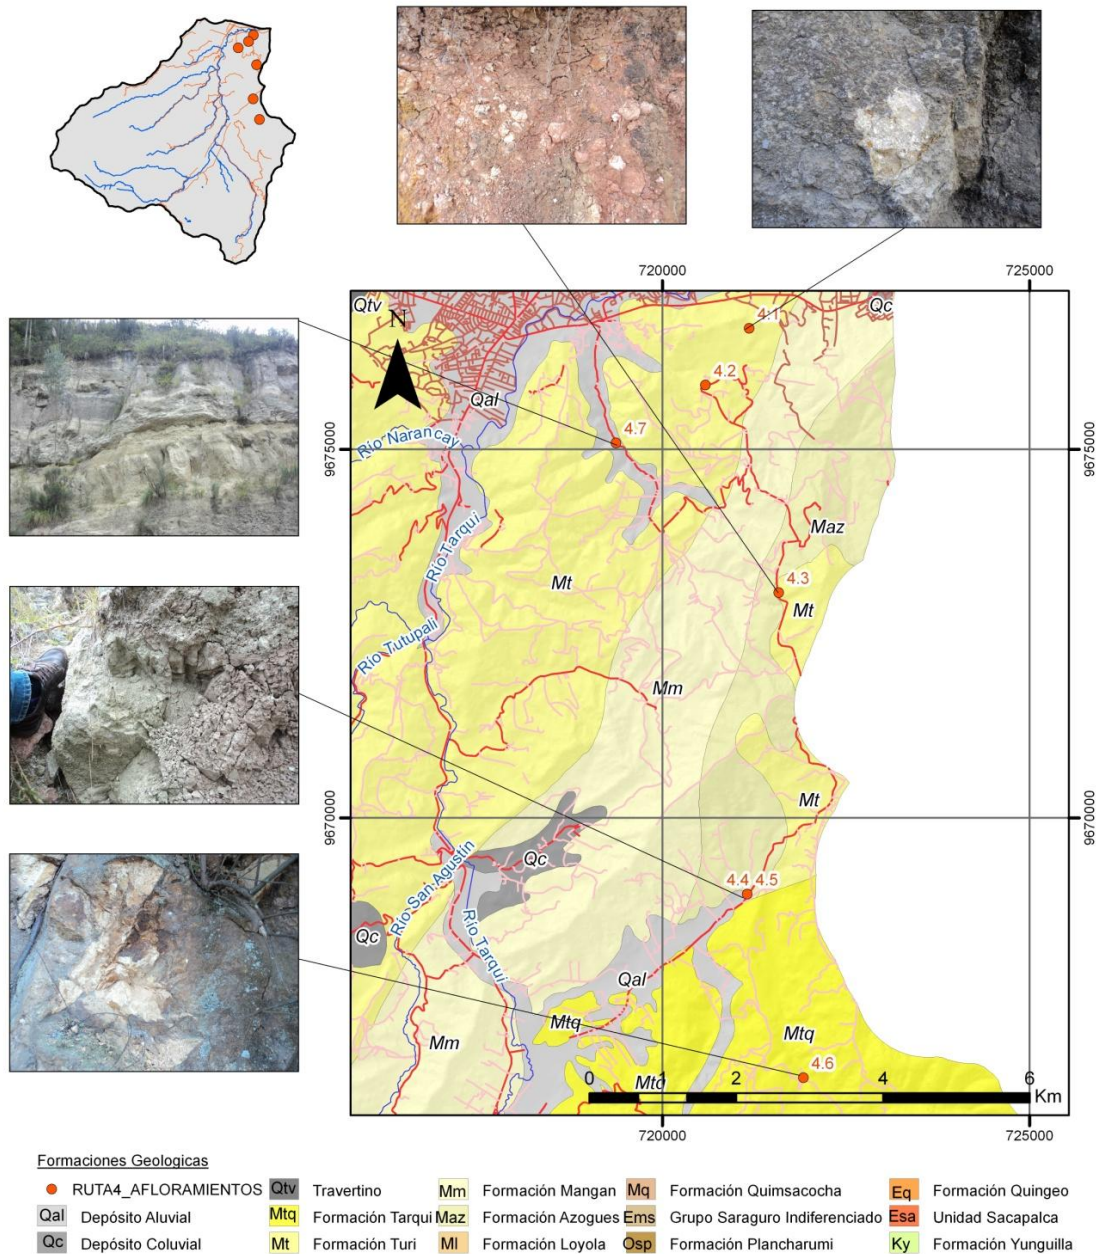 720000
725000
Qtv
N
4.1
Qc
4.2
Qal
4.7
9675000
Río Narancay
9675000
Río Tarqui
Maz
Mt
4.3
Mt
Río Tutupali
Mm
Mt
9670000
9670000
Río San Agustín
Qc
4.4
4.5
Qc
Río Tarqui
Qal
Mtq
Mtq
Mm
4.6
Mtq
0
1
2
4
6
Km
720000
725000
Formaciones Geologicas
RUTA4_AFLORAMIENTOS
Qtv Travertino
Mm Formación Mangan
Mq Formación Quimsacocha
Eq Formación Quingeo
Qal Depósito Aluvial
Mtq Formación Tarqui
Maz Formación Azogues
Ems Grupo Saraguro Indiferenciado
Esa Unidad Sacapalca
Qc Depósito Coluvial
Mt Formación Turi
Ml Formación Loyola
Osp Formación Plancharumi
Ky Formación Yunguilla